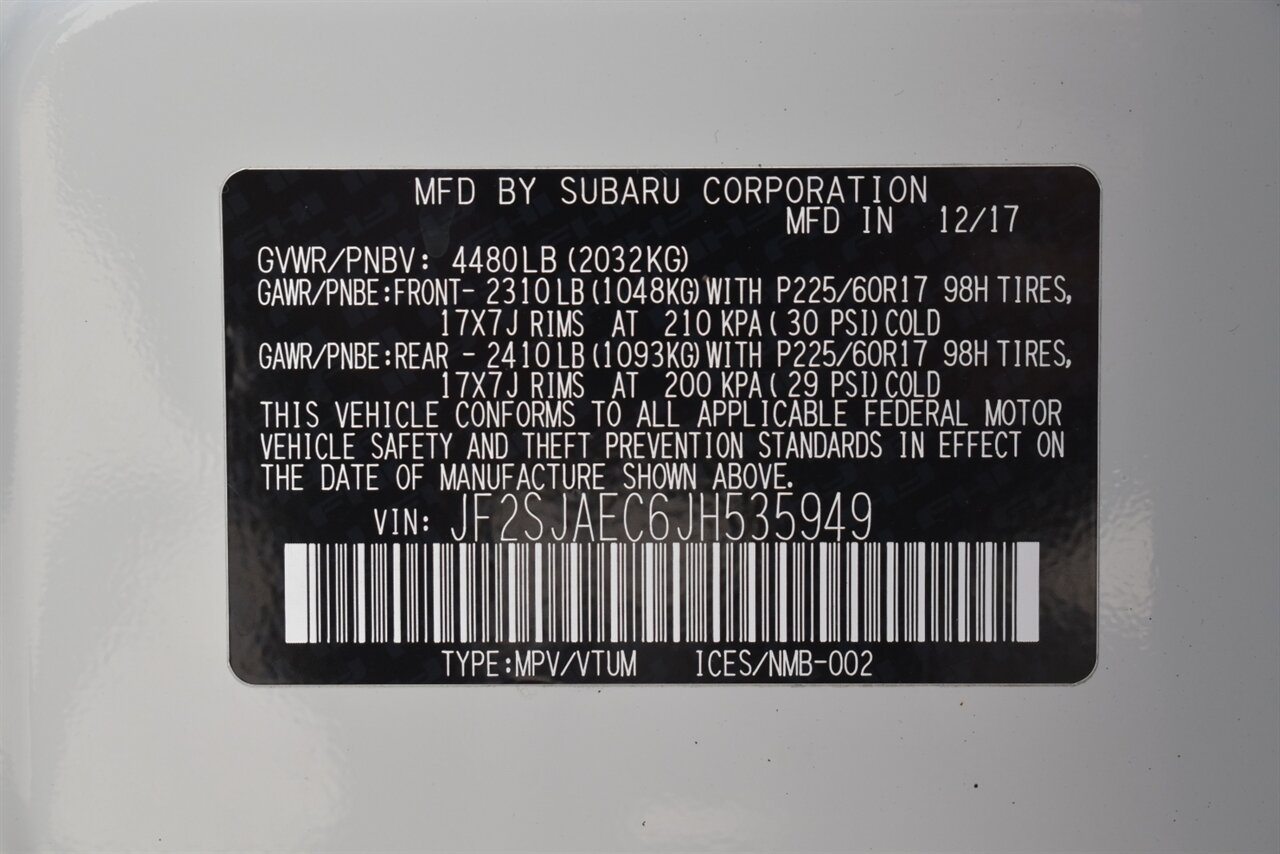 MFD BY SUBARU CORPORATION
MFD IN 12/17
GVWR/PNBV: 4480LB (2032KG)
GAWR/PNBE:FRONT- 2310 LB (1048KG) WITH P225/60R17 98H TIRES,
17X7J RIMS AT 210 KPA ( 30 PSI) COLD
GAWR/PNBE:REAR - 2410 LB (1093KG) WITH P225/60R17 98H TIRES,
17X7J RIMS AT 200 KPA ( 29 PSI) COLD
THIS VEHICLE CONFORMS TO ALL APPLICABLE FEDERAL MOTOR
VEHICLE SAFETY AND THEFT PREVENTION STANDARDS IN EFFECT ON
THE DATE OF MANUFACTURE SHOWN ABOVE.
VIN: JF2SJAEC6JH535949
TYPE:MPV/VTUM ICES/NMB-002